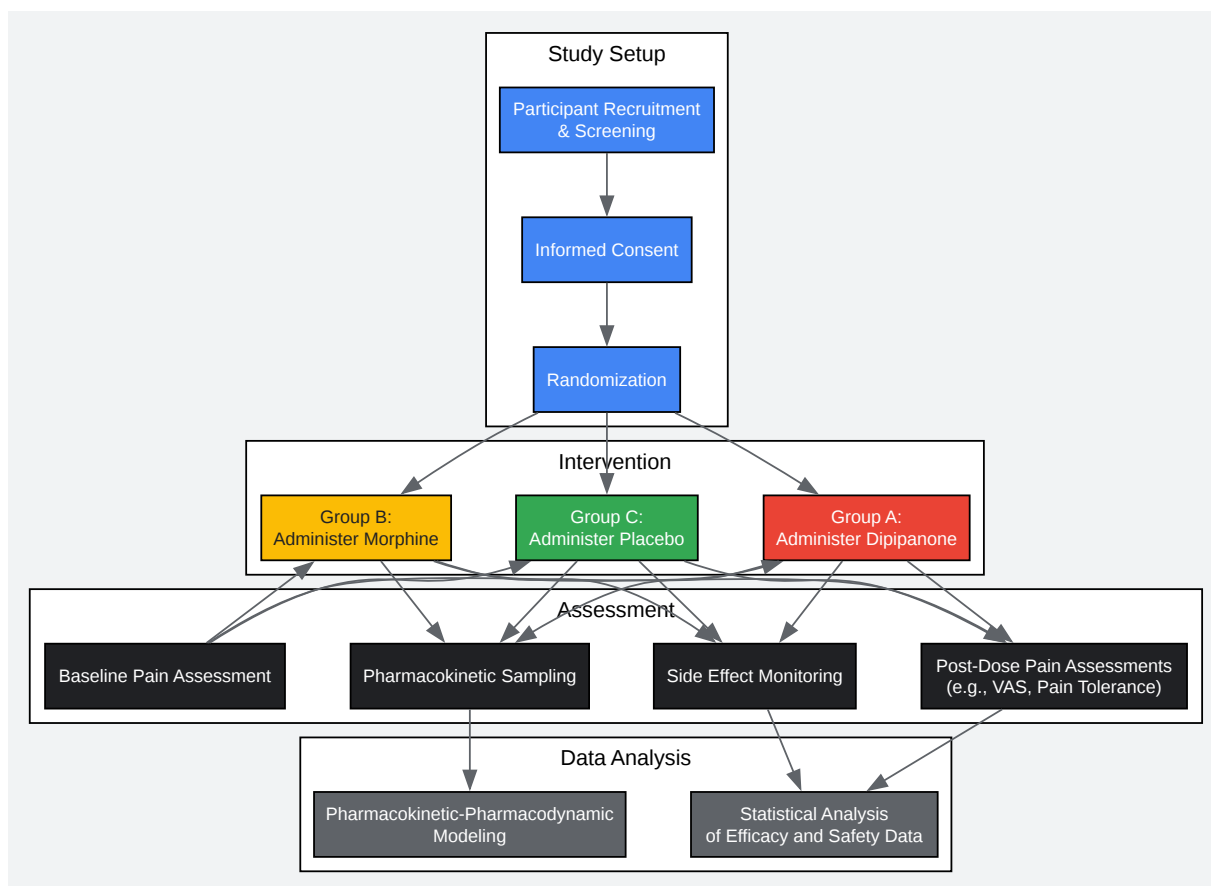 Study Setup
Participant Recruitment
& Screening
Informed Consent
Randomization
Intervention
Group B:
Administer Morphine
Group C:
Administer Placebo
Group A:
Administer Dipipanone
Assessment
Baseline Pain Assessment
Pharmacokinetic Sampling
Side Effect Monitoring
Post-Dose Pain Assessments
(e.g., VAS, Pain Tolerance)
Data Analysis
Pharmacokinetic-Pharmacodynamic
Modeling
Statistical Analysis
of Efficacy and Safety Data